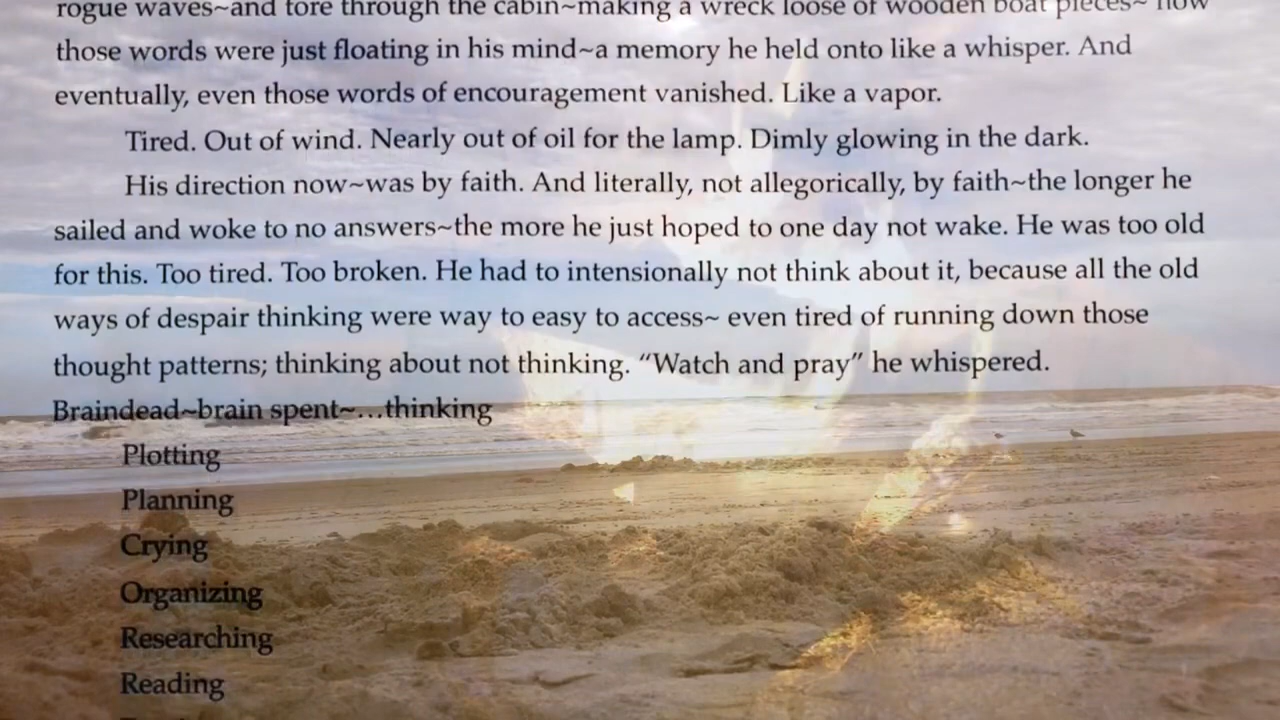 rogue waves~and tore through the cabin~making a wreck loose of wooden boat pieces~ now
those words were just floating in his mind~a memory he held onto like a whisper. And
eventually, even those words of encouragement vanished. Like a vapor.
Tired. Out of wind. Nearly out of oil for the lamp. Dimly glowing in the dark.
His direction now~was by faith. And literally, not allegorically, by faith~the longer he
sailed and woke to no answers~the more he just hoped to one day not wake. He was too old
for this. Too tired. Too broken. He had to intensionally not think about it, because all the old
ways of despair thinking were way to easy to access~ even tired of running down those
thought patterns; thinking about not thinking. “Watch and pray” he whispered.
Braindead~brain spent~…thinking
Plotting
Planning
Crying
Organizing
Researching
Reading